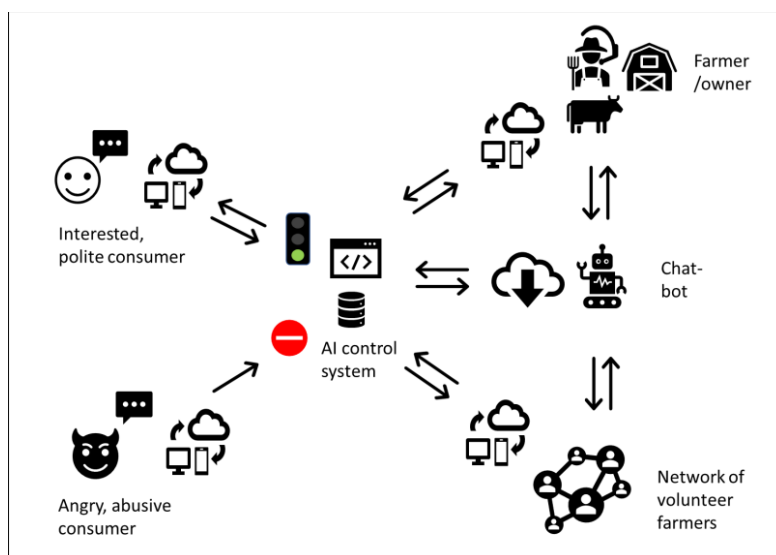 Farmer
/owner
Interested,
polite consumer
</>
Chat-
bot
AI control
system
Angry, abusive
consumer
Network of
volunteer
farmers